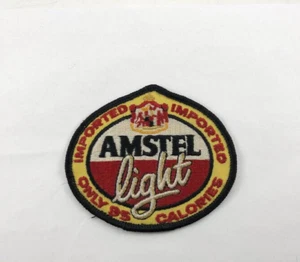 IMPORTED IMPORTED
AMSTEL
light
ONLY 95 CALORIES